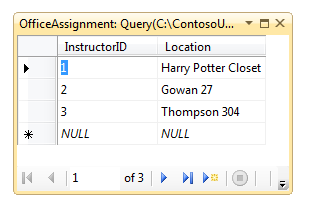 OfficeAssignment: Query(C:\ContosoU...
InstructorID Location
1 Harry Potter Closet
2 Gowan 27
3 Thompson 304
NULL NULL
1 of 3